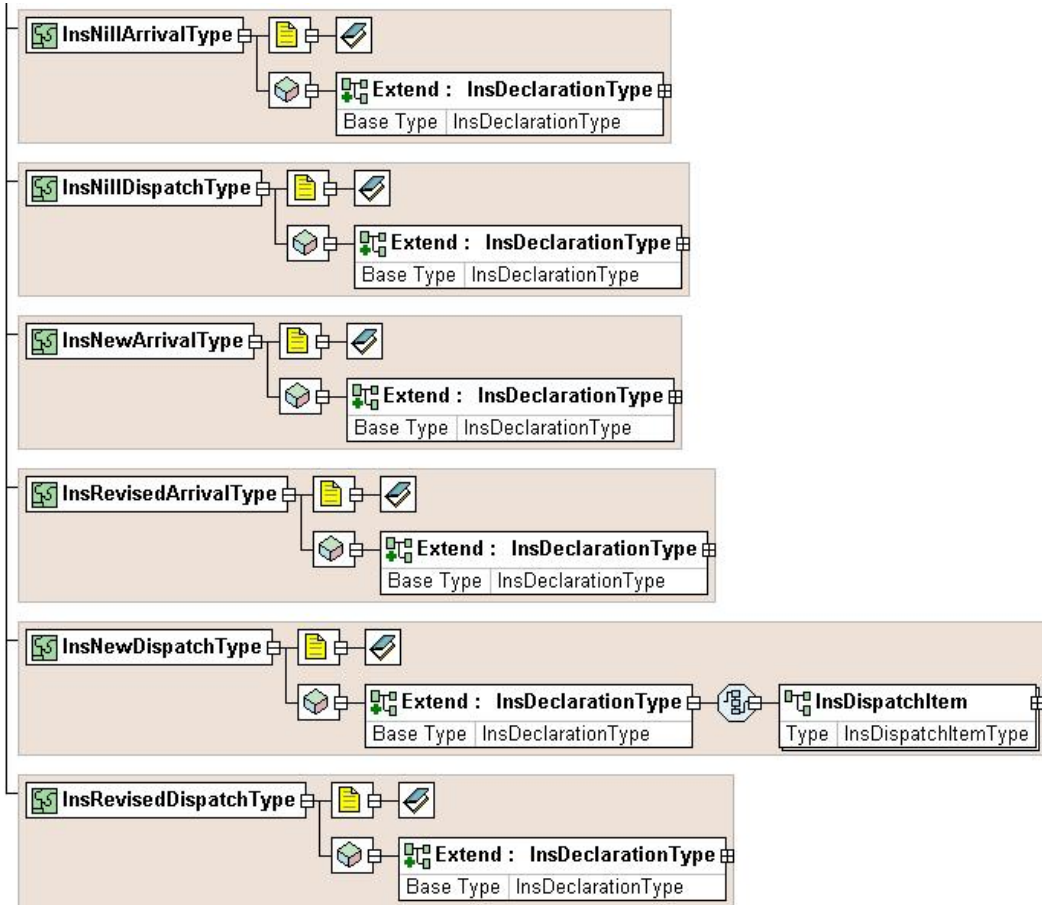 InsNillArrivalType
Extend : InsDeclarationType
Base Type InsDeclarationType
InsNillDispatchType
Extend : InsDeclarationType
Base Type InsDeclarationType
InsNewArrivalType
Extend : InsDeclarationType
Base Type InsDeclarationType
InsRevisedArrivalType
Extend : InsDeclarationType
Base Type InsDeclarationType
InsNewDispatchType
Extend : InsDeclarationType InsDispatchItem
Base Type InsDeclarationType Type InsDispatchItemType
InsRevisedDispatchType
Extend : InsDeclarationType
Base Type InsDeclarationType